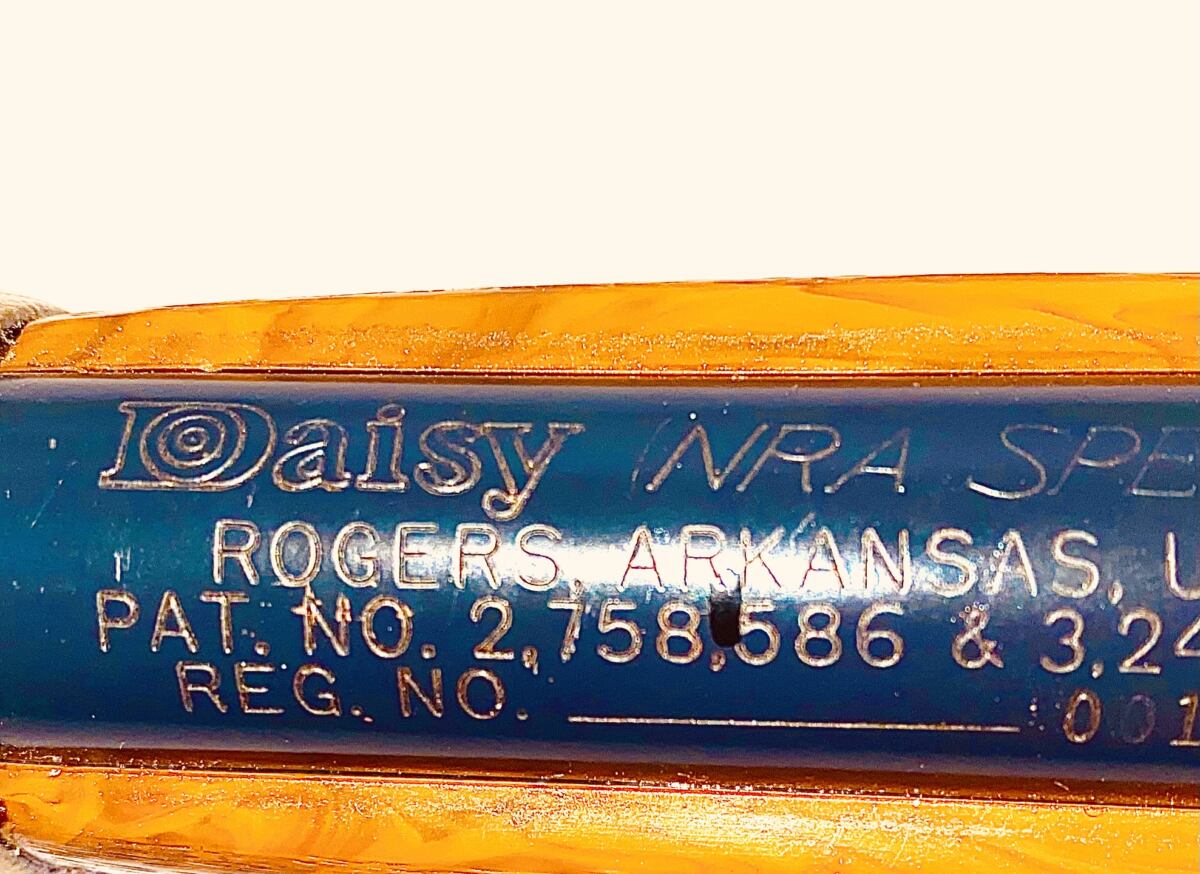 Daisy NRA SPE
ROGERS, ARKANSAS, U
PAT. NO. 2,758,586 & 3,24
REG. NO. 001